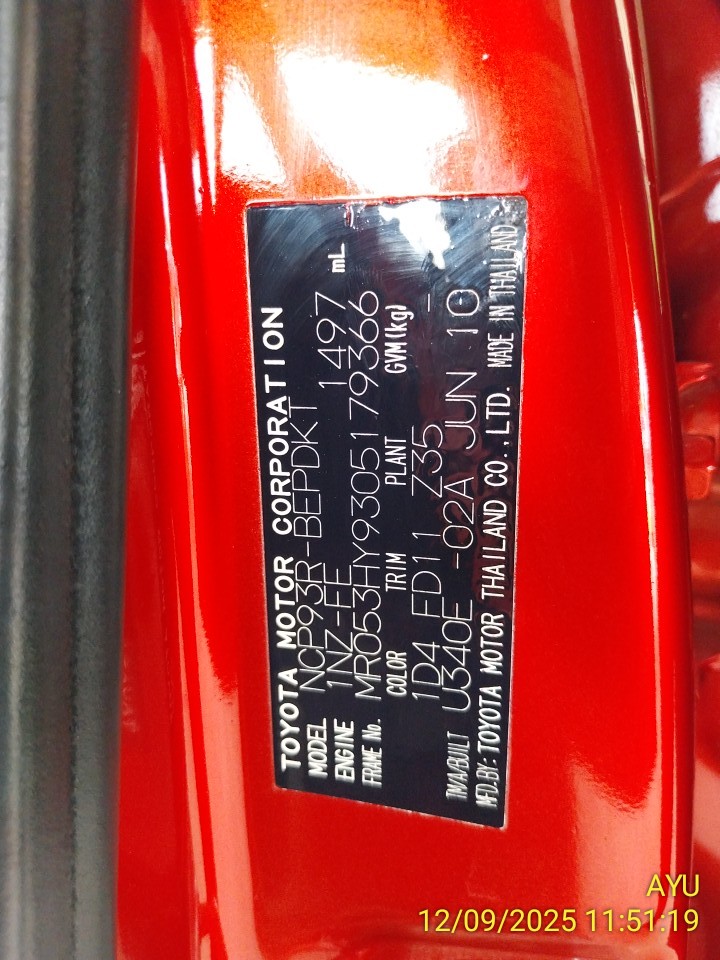 TOYOTA MOTOR CORPORATION
MODEL NCP93R-BEPDKT
ENGINE 1NZ-FE 1497 mL
FRAME No. MR053HY9305179366
COLOR TRIM PLANT GVM(kg)
1D4 FD11 Z35 -
TM/A/BUILT U340E -02A JUN 10
MFD.BY: TOYOTA MOTOR THAILAND CO.,LTD. MADE IN THAILAND
AYU
12/09/2025 11:51:19